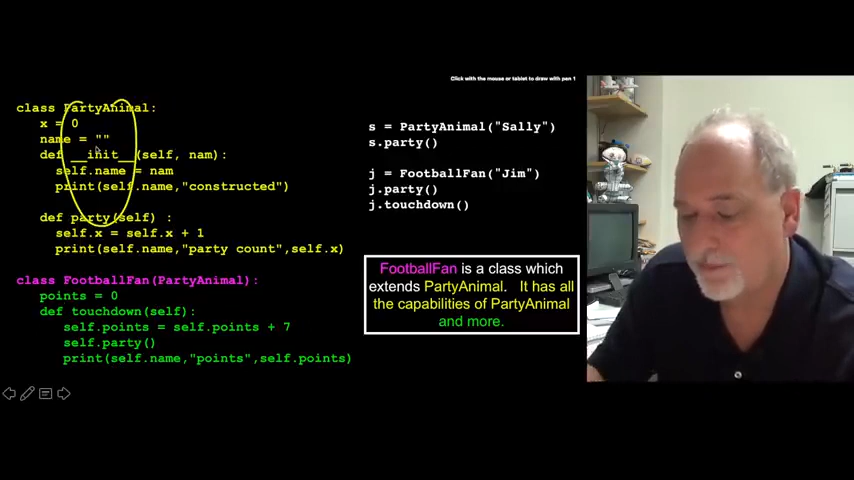 Click with the mouse or tablet to draw with pen 1
class PartyAnimal:
x = 0
name = ""
def __init__(self, nam):
self.name = nam
print(self.name,"constructed")
def party(self) :
self.x = self.x + 1
print(self.name,"party count",self.x)
class FootballFan(PartyAnimal):
points = 0
def touchdown(self):
self.points = self.points + 7
self.party()
print(self.name,"points",self.points)
s = PartyAnimal("Sally")
s.party()
j = FootballFan("Jim")
j.party()
j.touchdown()
FootballFan is a class which
extends PartyAnimal. It has all
the capabilities of PartyAnimal
and more.